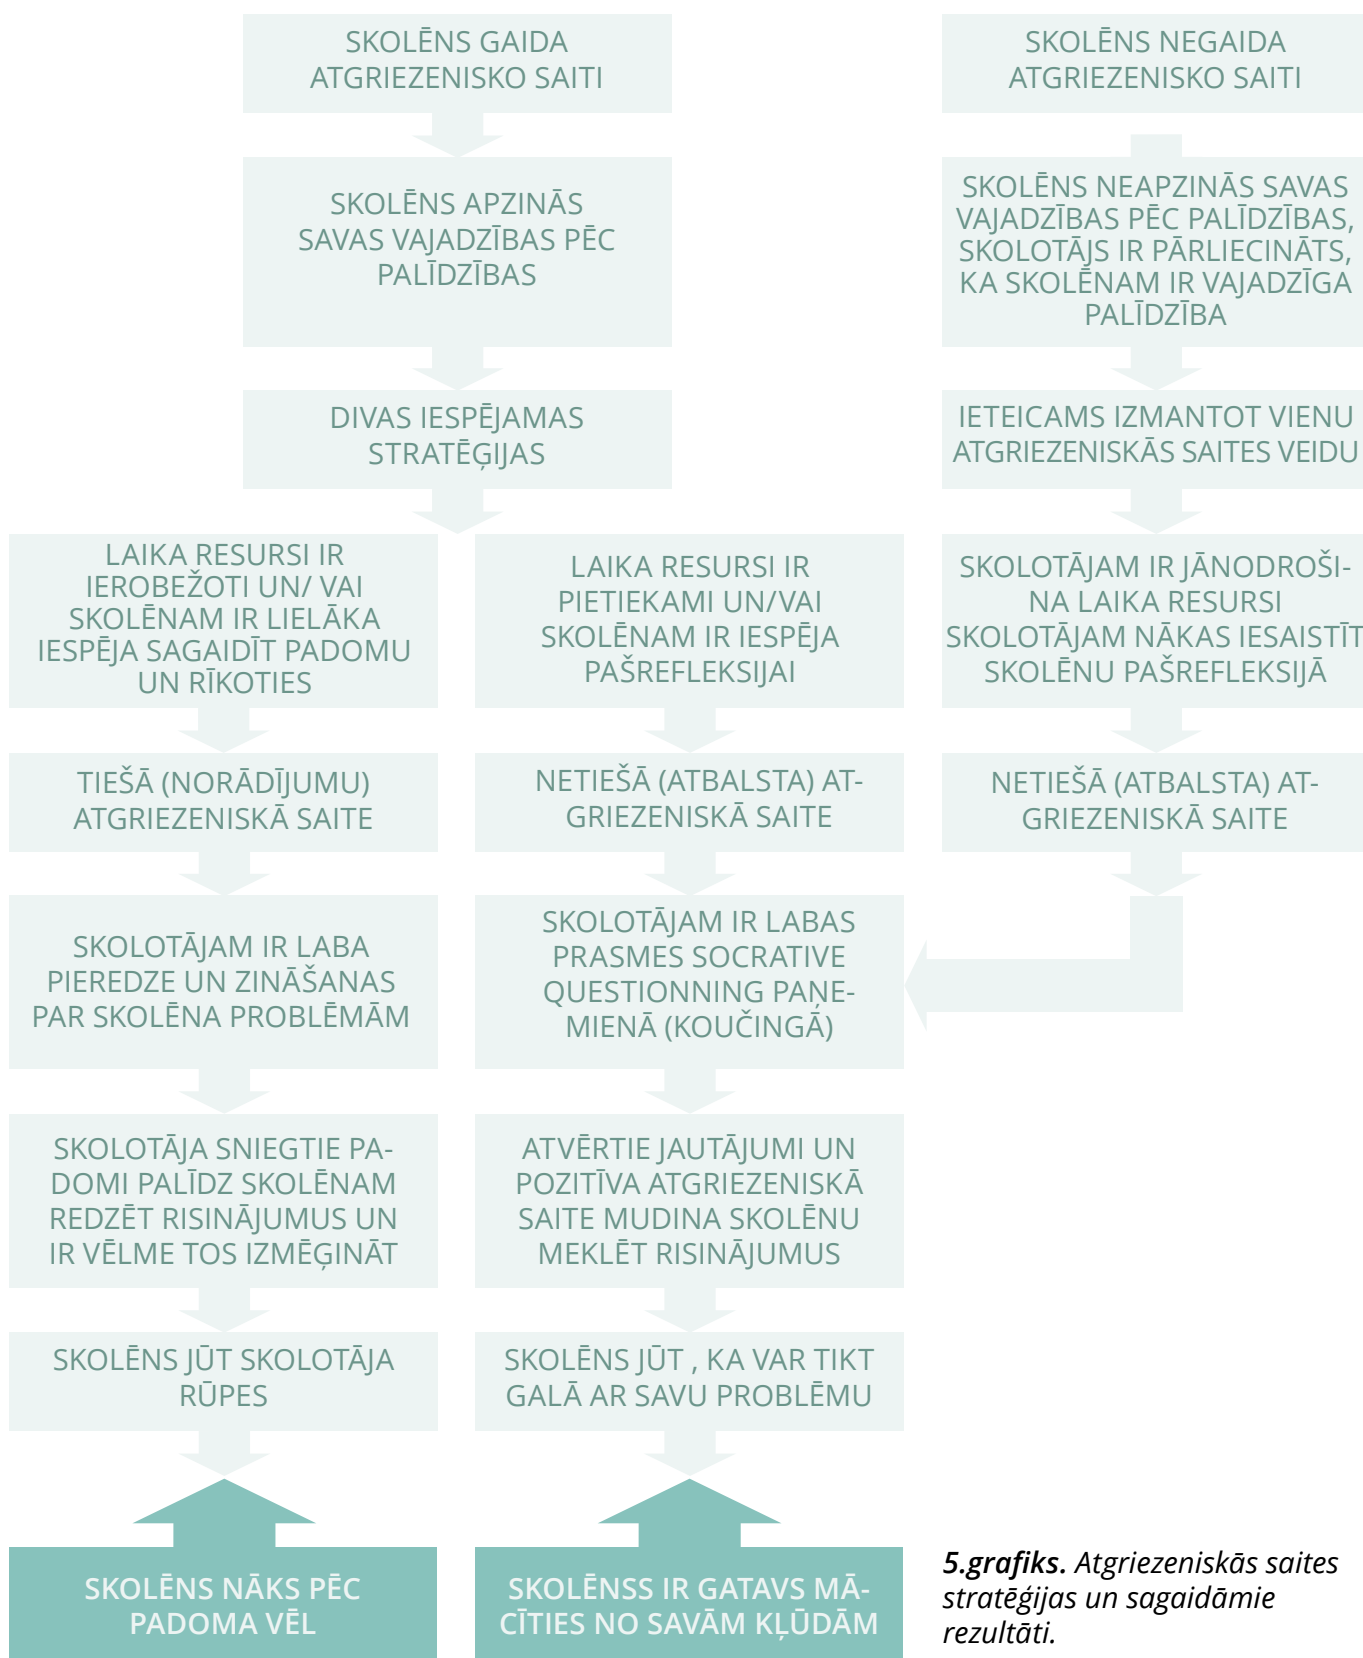 SKOLĒNS GAIDA
ATGRIEZENISKO SAITI
SKOLĒNS NEGAIDA
ATGRIEZENISKO SAITI
SKOLĒNS APZINĀS
SAVAS VAJADZĪBAS PĒC
PALĪDZĪBAS
SKOLĒNS NEAPZINĀS SAVAS
VAJADZĪBAS PĒC PALĪDZĪBAS,
SKOLOTĀJS IR PĀRLIECINĀTS,
KA SKOLĒNAM IR VAJADZĪGA
PALĪDZĪBA
DIVAS IESPĒJAMAS
STRATĒĢIJAS
IETEICAMS IZMANTOT VIENU
ATGRIEZENISKĀS SAITES VEIDU
LAIKA RESURSI IR
IEROBEŽOTI UN/ VAI
SKOLĒNAM IR LIELĀKA
IESPĒJA SAGAIDĪT PADOMU
UN RĪKOTIES
LAIKA RESURSI IR
PIETIEKAMI UN/VAI
SKOLĒNAM IR IESPĒJA
PAŠREFLEKSIJAI
SKOLOTĀJAM IR JĀNODROŠI-
NA LAIKA RESURSI
SKOLOTĀJAM NĀKAS IESAISTĪT
SKOLĒNU PAŠREFLEKSIJĀ
TIEŠĀ (NORĀDĪJUMU)
ATGRIEZENISKĀ SAITE
NETIEŠĀ (ATBALSTA) AT-
GRIEZENISKĀ SAITE
NETIEŠĀ (ATBALSTA) AT-
GRIEZENISKĀ SAITE
SKOLOTĀJAM IR LABA
PIEREDZE UN ZINĀŠANAS
PAR SKOLĒNA PROBLĒMĀM
SKOLOTĀJAM IR LABAS
PRASMES SOCRATIVE
QUESTIONNING PAŅE-
MIENĀ (KOUČINGĀ)
SKOLOTĀJA SNIEGTIE PA-
DOMI PALĪDZ SKOLĒNAM
REDZĒT RISINĀJUMUS UN
IR VĒLME TOS IZMĒĢINĀT
ATVĒRTIE JAUTĀJUMI UN
POZITĪVA ATGRIEZENISKĀ
SAITE MUDINA SKOLĒNU
MEKLĒT RISINĀJUMUS
SKOLĒNS JŪT SKOLOTĀJA
RŪPES
SKOLĒNS JŪT , KA VAR TIKT
GALĀ AR SAVU PROBLĒMU
SKOLĒNS NĀKS PĒC
PADOMA VĒL
SKOLĒNSS IR GATAVS MĀ-
CĪTIES NO SAVĀM KĻŪDĀM
5.grafiks. Atgriezeniskās saites
stratēģijas un sagaidāmie
rezultāti.